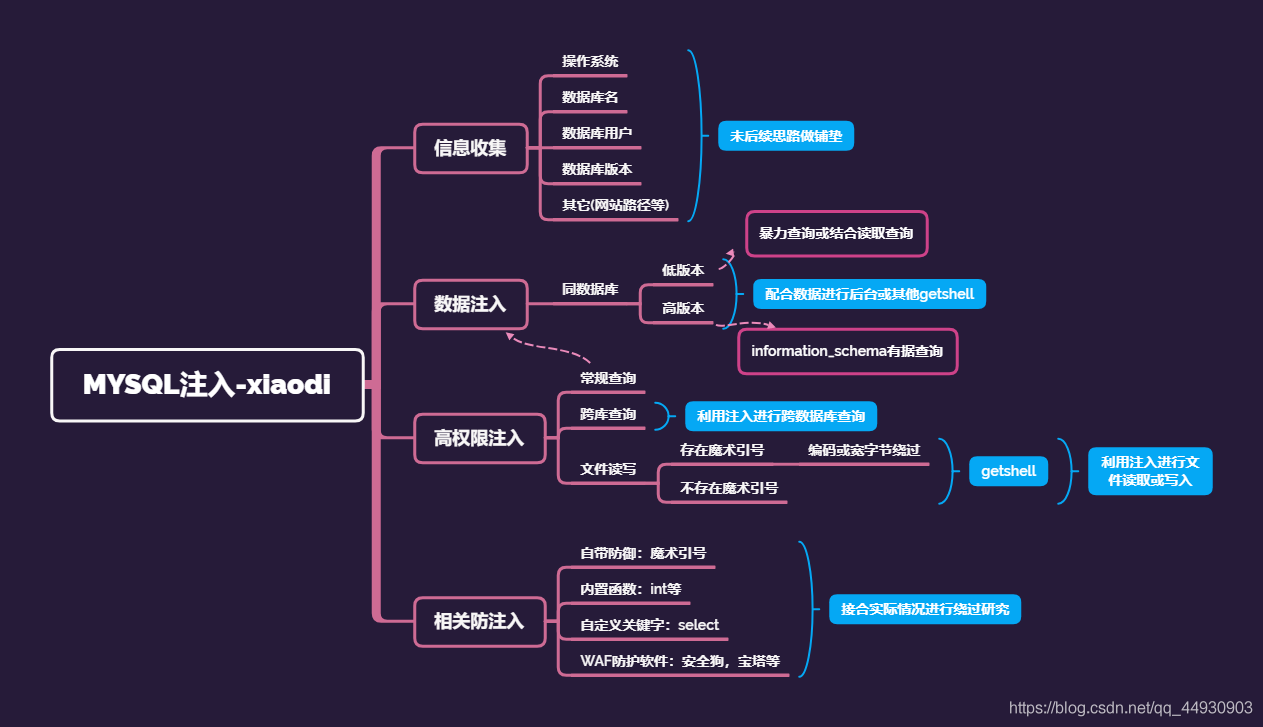 MYSQL注入-xiaodi
信息收集
操作系统
数据库名
数据库用户
数据库版本
其它(网站路径等)
未后续思路做铺垫
数据注入
同数据库
低版本
暴力查询或结合读取查询
高版本
information_schema有据查询
配合数据进行后台或其他getshell
高权限注入
常规查询
跨库查询
利用注入进行跨数据库查询
文件读写
存在魔术引号
编码或宽字节绕过
不存在魔术引号
getshell
利用注入进行文
件读取或写入
相关防注入
自带防御：魔术引号
内置函数：int等
自定义关键字：select
WAF防护软件：安全狗，宝塔等
接合实际情况进行绕过研究
https://blog.csdn.net/qq_44930903